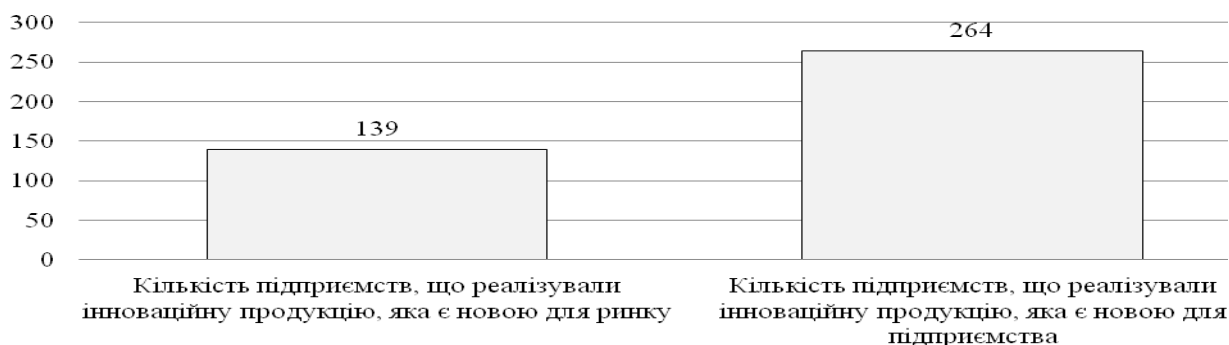 300
264
250
200
139
150
100
50
0
Кількість підприємств, що реалізували
інноваційну продукцію, яка є новою для ринку
Кількість підприємств, що реалізували
інноваційну продукцію, яка є новою для
підприємства